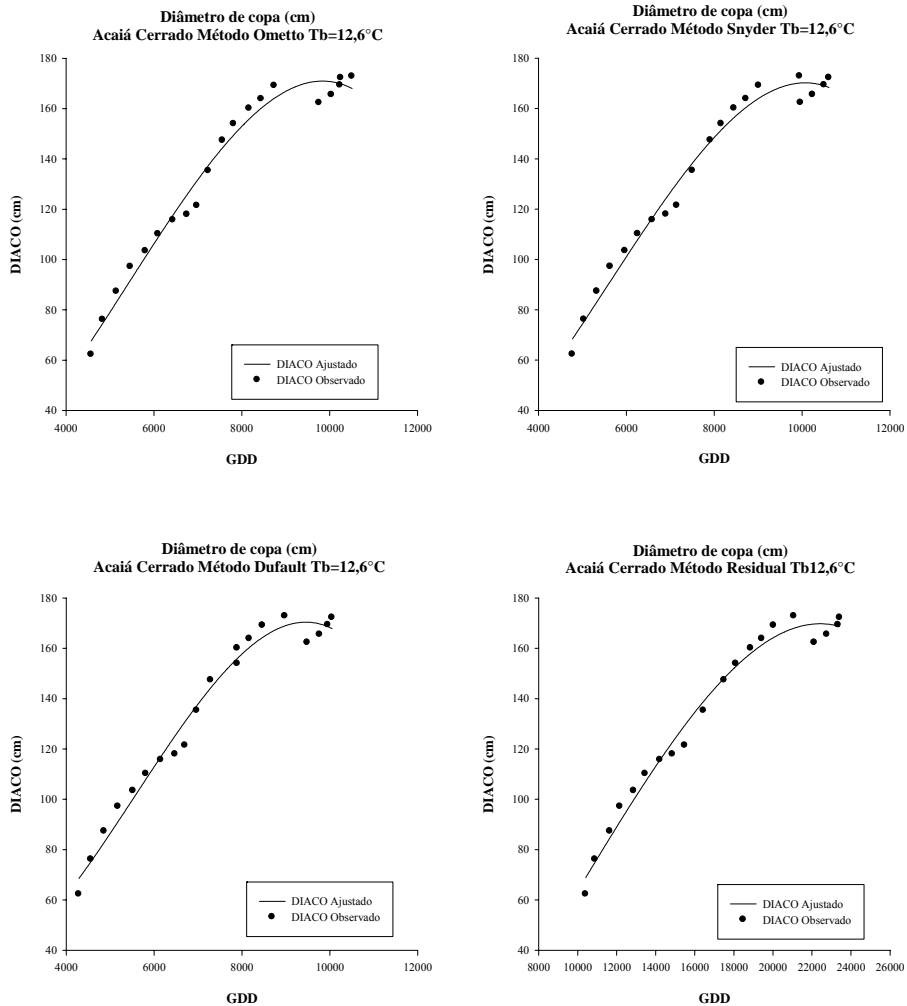 Diâmetro de copa (cm)
Acaiá Cerrado Método Ometto Tb=12,6°C
DIACO (cm)
180
160
140
120
100
80
60
40
4000 6000 8000 10000 12000
GDD
DIACO Ajustado
DIACO Observado
Diâmetro de copa (cm)
Acaiá Cerrado Método Snyder Tb=12,6°C
DIACO (cm)
180
160
140
120
100
80
60
40
4000 6000 8000 10000 12000
GDD
DIACO Ajustado
DIACO Observado
Diâmetro de copa (cm)
Acaiá Cerrado Método Dufault Tb=12,6°C
DIACO (cm)
180
160
140
120
100
80
60
40
4000 6000 8000 10000 12000
GDD
DIACO Ajustado
DIACO Observado
Diâmetro de copa (cm)
Acaiá Cerrado Método Residual Tb12,6°C
DIACO (cm)
180
160
140
120
100
80
60
40
8000 10000 12000 14000 16000 18000 20000 22000 24000 26000
GDD
DIACO Ajustado
DIACO Observado